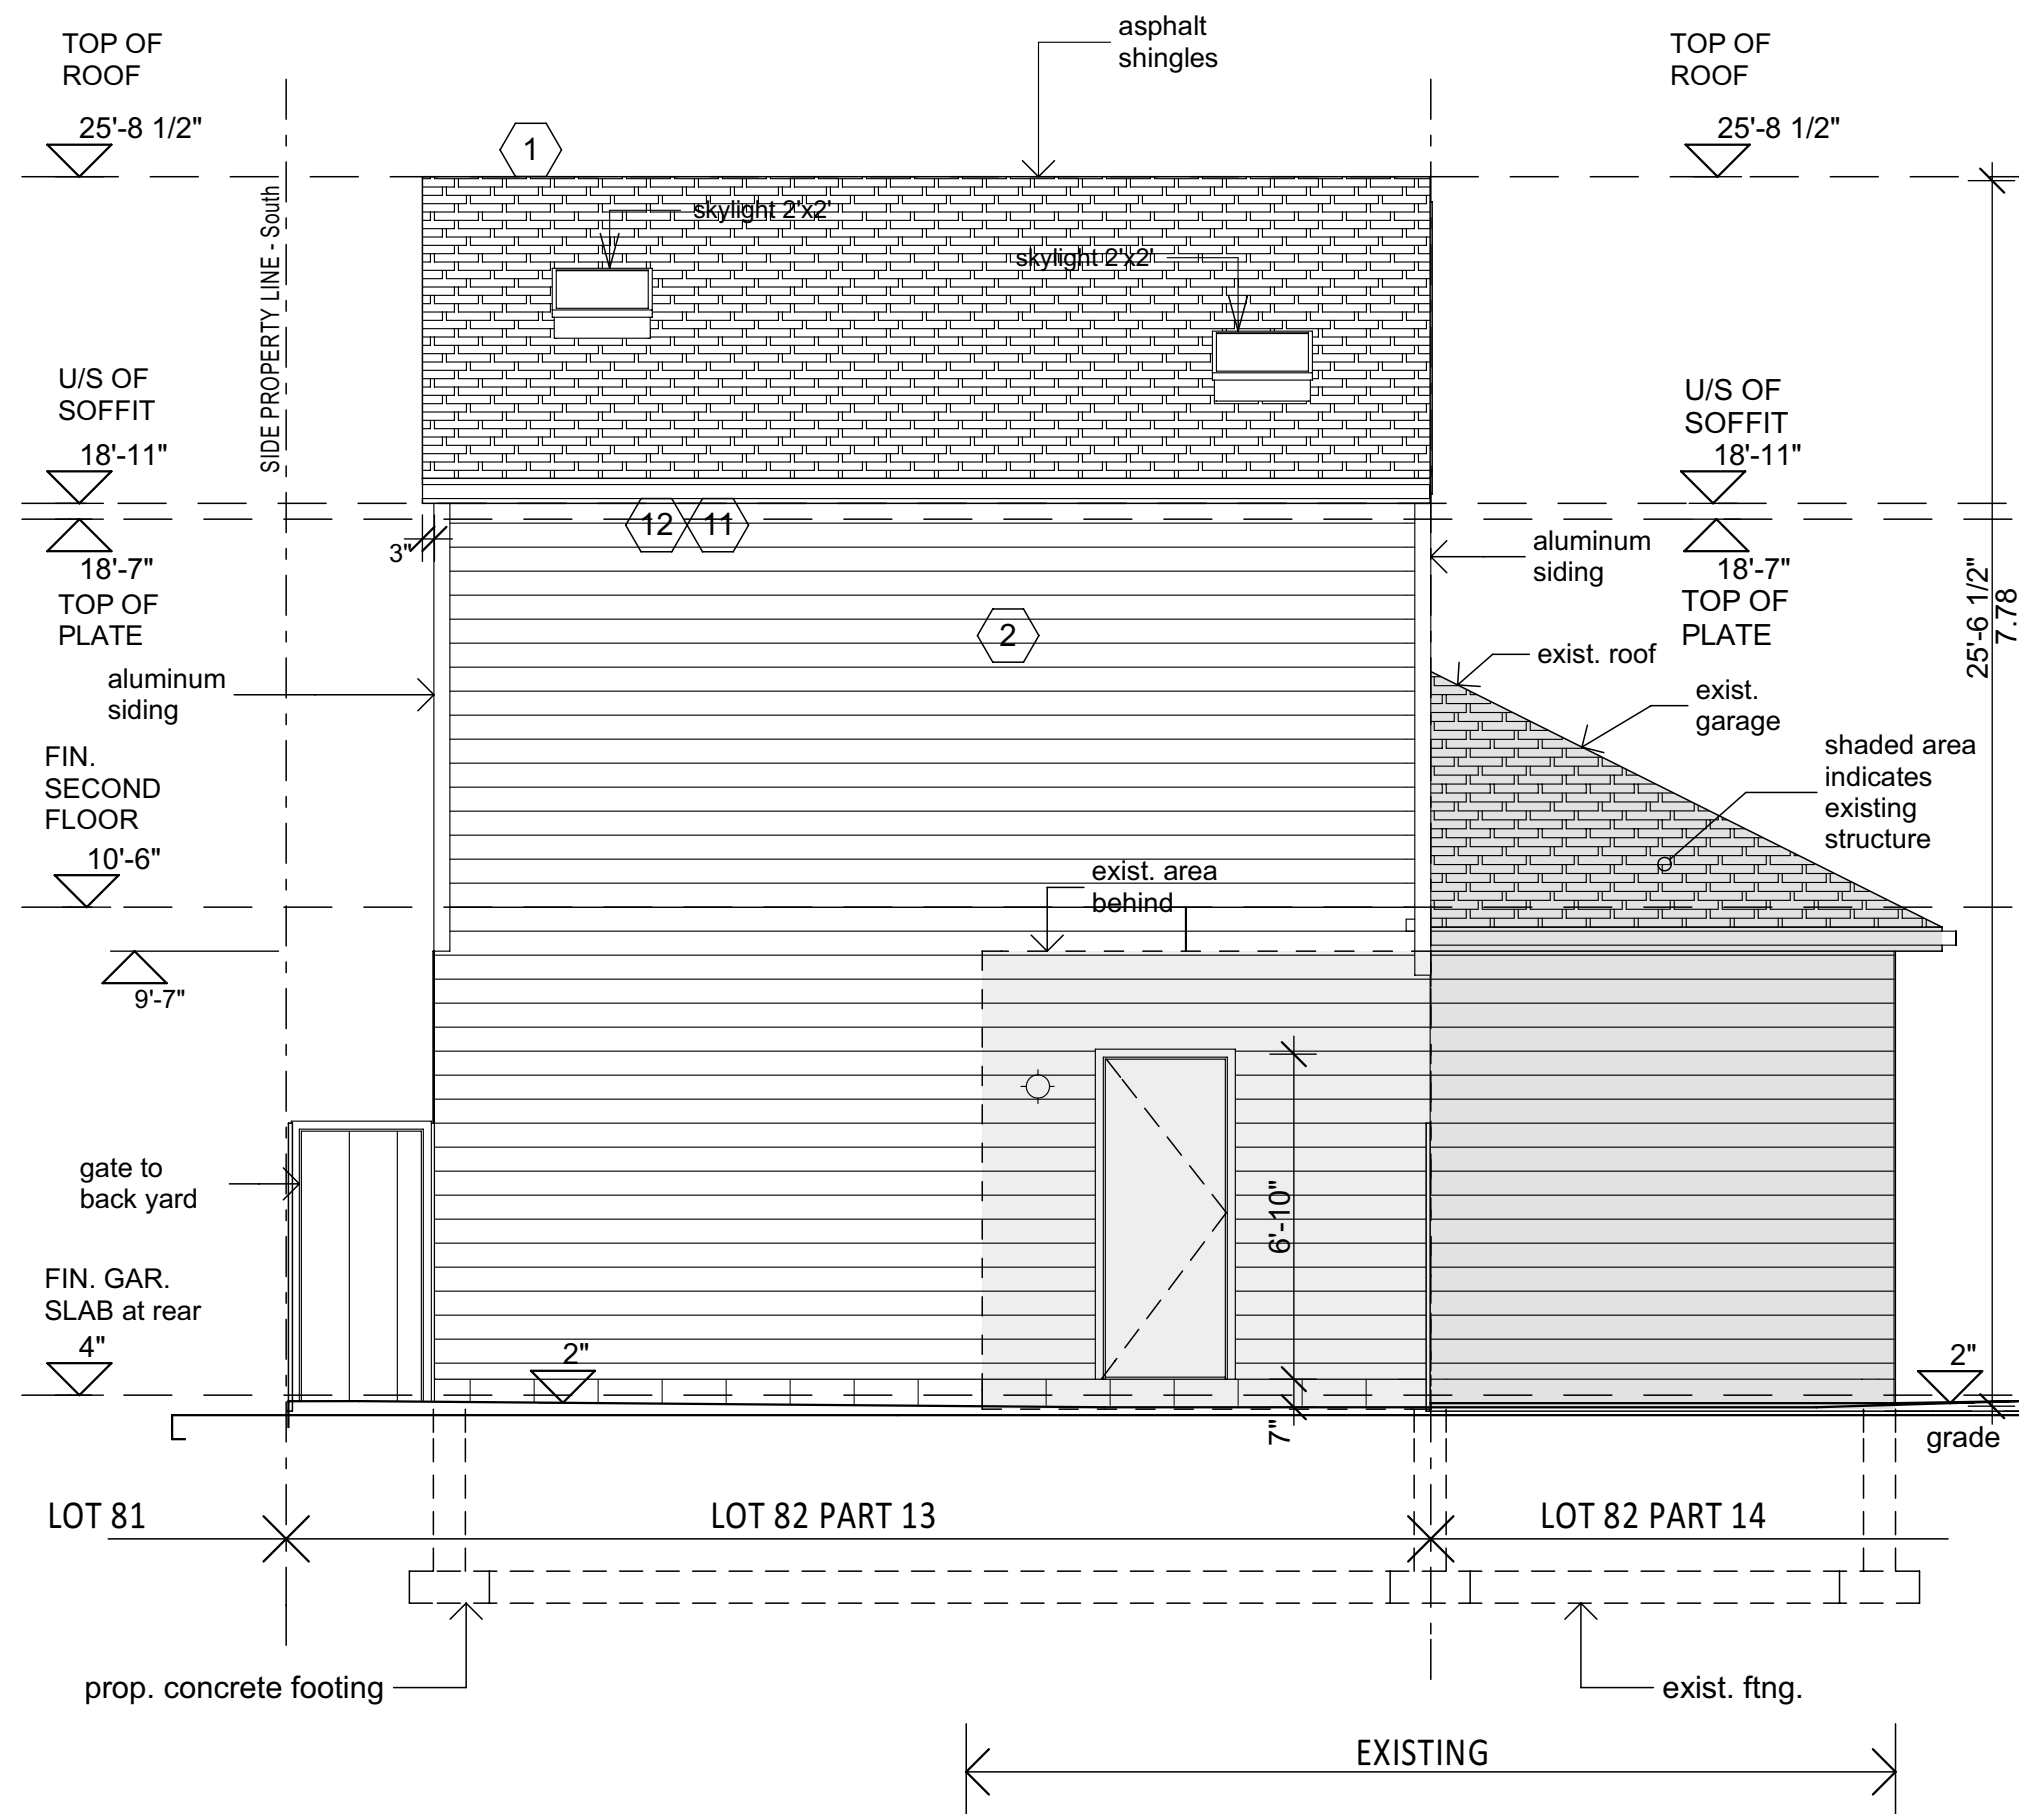 asphalt
shingles
TOP OF
ROOF
25'-8 1/2"
TOP OF
ROOF
25'-8 1/2"
1
SIDE PROPERTY LINE - South
skylight 2'x2'
skylight 2'x2'
U/S OF
SOFFIT
18'-11"
U/S OF
SOFFIT
18'-11"
12
11
3"
18'-7"
TOP OF
PLATE
aluminum
siding
18'-7"
TOP OF
PLATE
25'-6 1/2"
7.78
2
exist. roof
aluminum
siding
exist.
garage
shaded area
indicates
existing
structure
FIN.
SECOND
FLOOR
10'-6"
exist. area
behind
9'-7"
gate to
back yard
6'-10"
FIN. GAR.
SLAB at rear
4"
2"
2"
7"
grade
LOT 81
LOT 82 PART 13
LOT 82 PART 14
prop. concrete footing
exist. ftng.
EXISTING